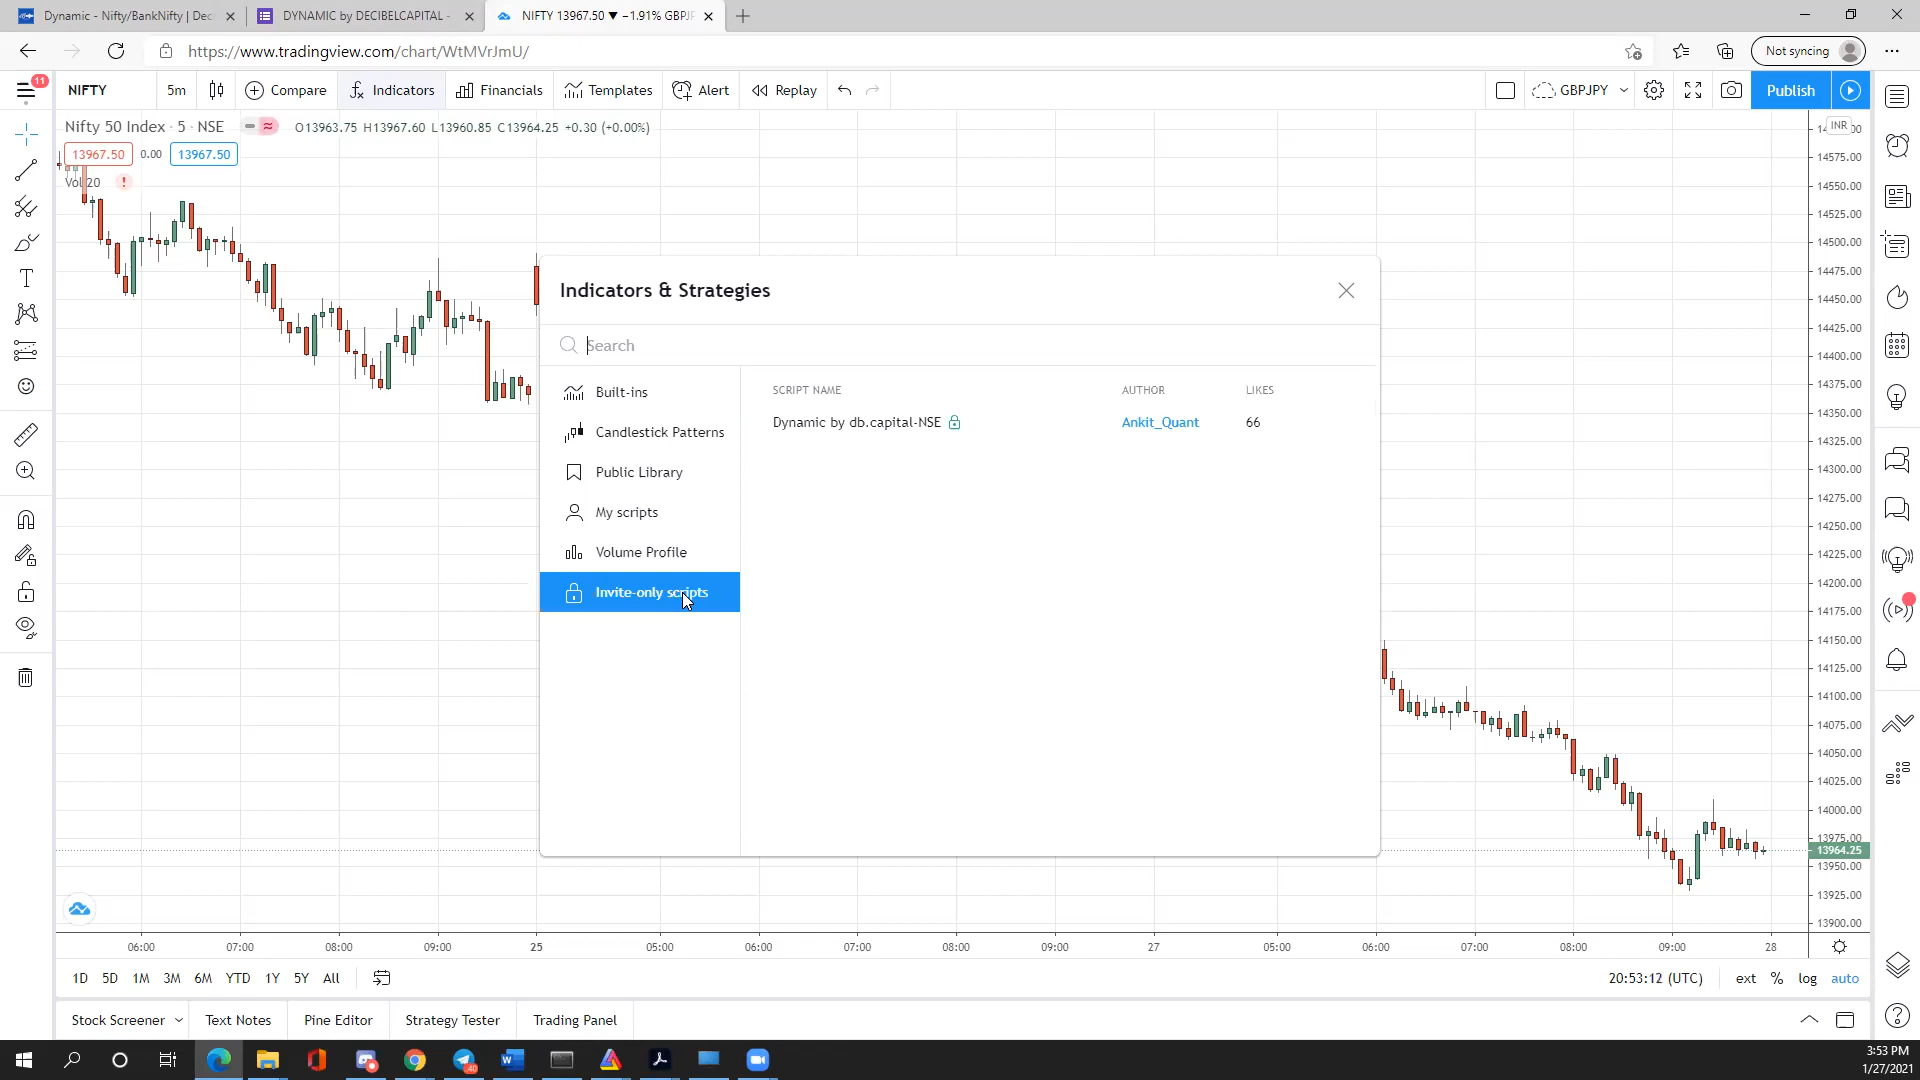 Dynamic - Nifty/BankNifty | Dec
DYNAMIC by DECIBELCAPITAL -
NIFTY 13967.50 ▼ −1.91% GBPJP
https://www.tradingview.com/chart/WtMVrJmU/
Not syncing
11
NIFTY
5m
Compare
Indicators
Financials
Templates
Alert
Replay
GBPJPY
Publish
Nifty 50 Index · 5 · NSE
O13963.75 H13967.60 L13960.85 C13964.25 +0.30 (+0.00%)
13967.50
0.00
13967.50
Vol 20
!
INR
14575.00
14550.00
14525.00
14500.00
14475.00
14450.00
14425.00
14400.00
14375.00
14350.00
14325.00
14300.00
14275.00
14250.00
14225.00
14200.00
14175.00
14150.00
14125.00
14100.00
14075.00
14050.00
14025.00
14000.00
13975.00
13964.25
13950.00
13925.00
13900.00
Indicators & Strategies
Search
Built-ins
Candlestick Patterns
Public Library
My scripts
Volume Profile
Invite-only scripts
SCRIPT NAME
AUTHOR
LIKES
Dynamic by db.capital-NSE
Ankit_Quant
66
06:00
07:00
08:00
09:00
25
05:00
06:00
07:00
08:00
09:00
27
05:00
06:00
07:00
08:00
09:00
28
1D
5D
1M
3M
6M
YTD
1Y
5Y
All
20:53:12 (UTC)
ext
%
log
auto
Stock Screener
Text Notes
Pine Editor
Strategy Tester
Trading Panel
40
3:53 PM
1/27/2021